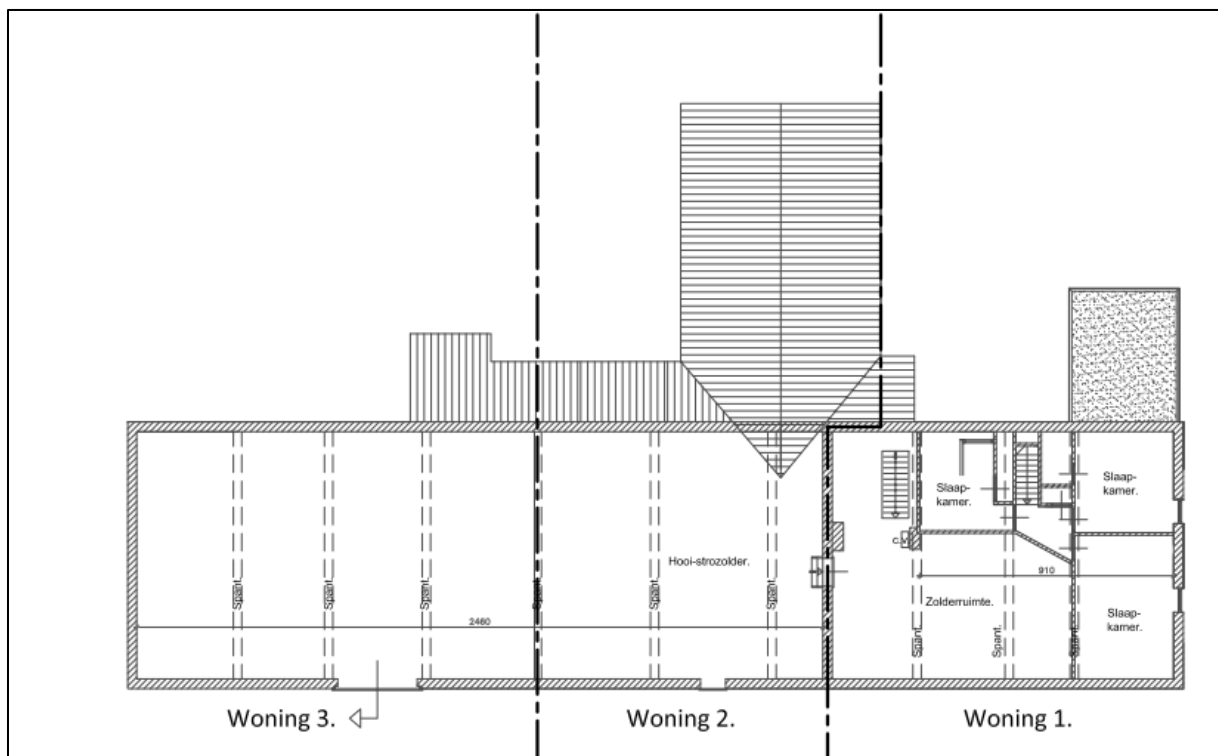 Slaap-
kamer.
Slaap-
kamer.
c.v.
Hooi-strozolder.
910
Spant.
Spant.
Spant.
Spant.
Spant.
Spant.
Zolderruimte.
Slaap-
kamer.
2460
Spant.
Spant.
Spant.
Woning 3.
Woning 2.
Woning 1.